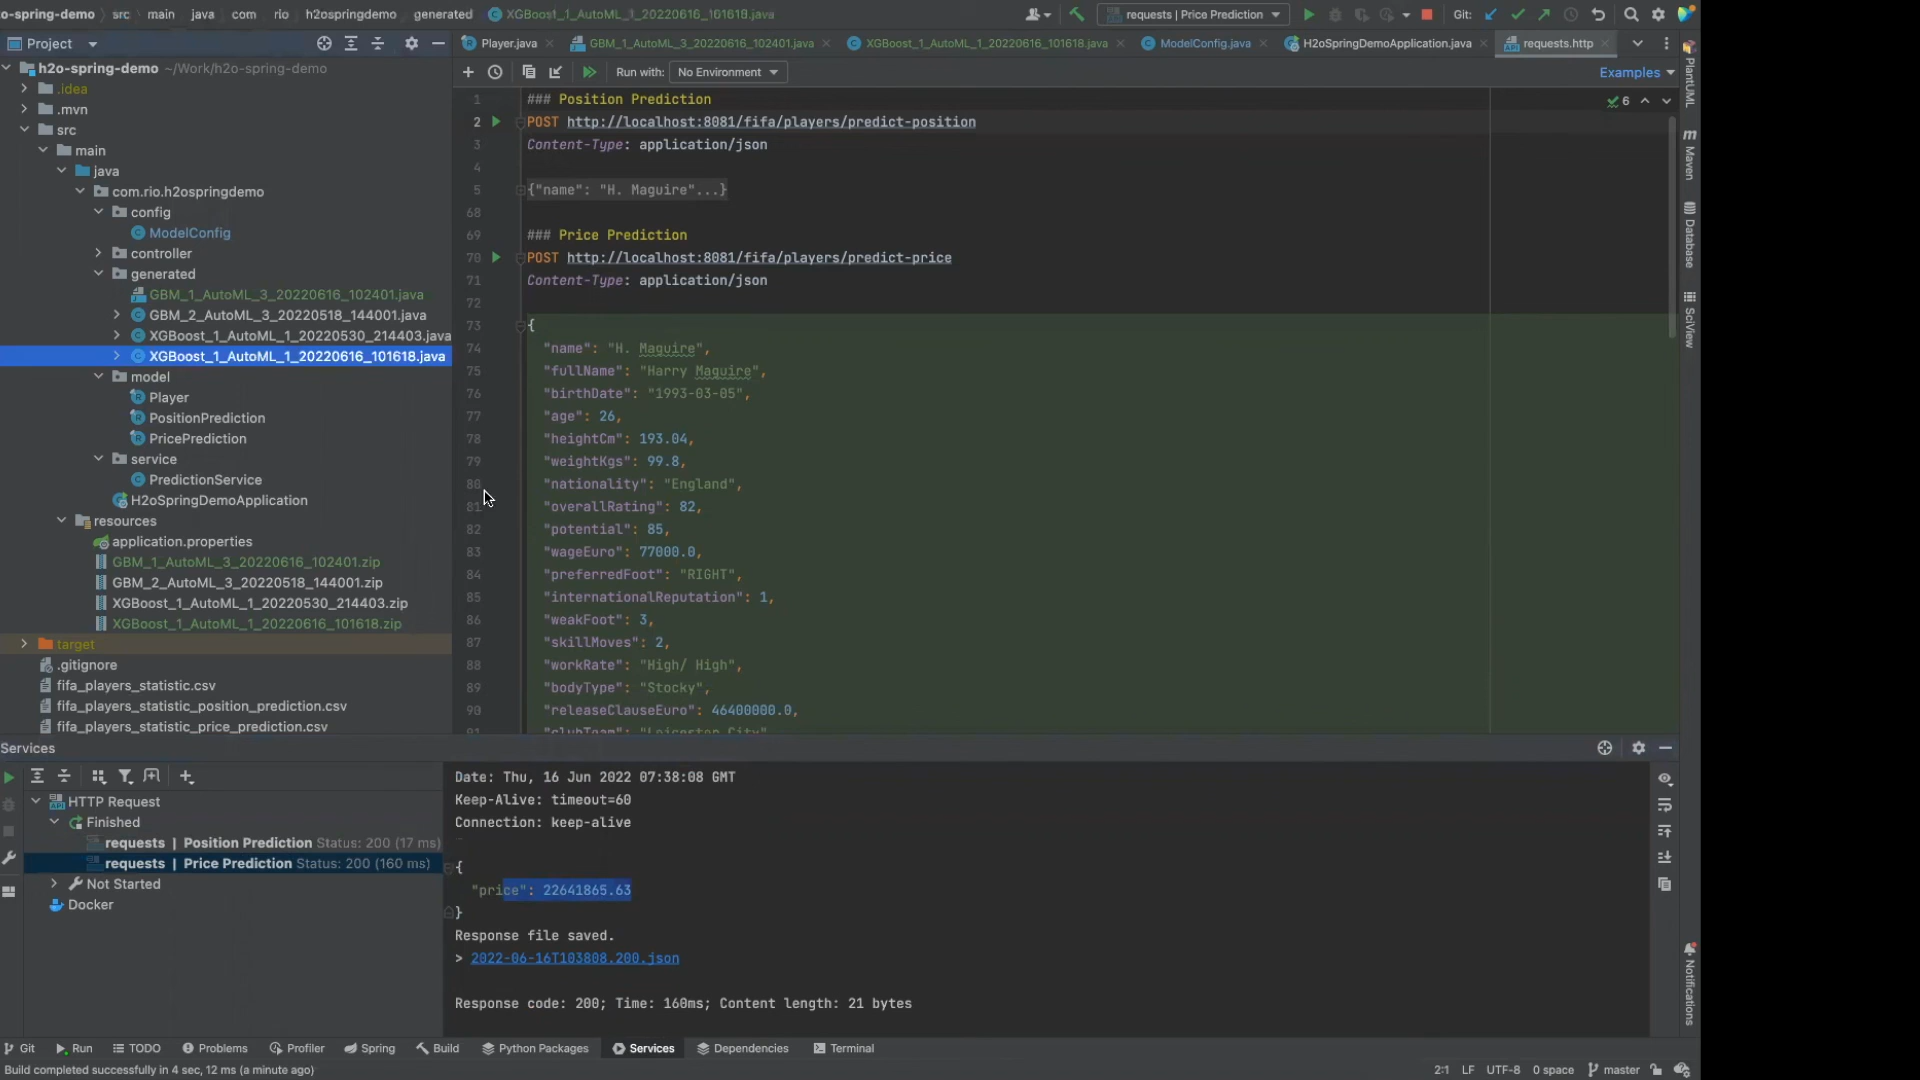 o-spring-demo src main java com rio h2ospringdemo generated XGBoost_1_AutoML_1_20220616_101618.java
requests | Price Prediction
Git:
Project
Player.java
GBM_1_AutoML_3_20220616_102401.java
XGBoost_1_AutoML_1_20220616_101618.java
ModelConfig.java
H2oSpringDemoApplication.java
requests.http
h2o-spring-demo ~/Work/h2o-spring-demo
.idea
.mvn
src
main
java
com.rio.h2ospringdemo
config
ModelConfig
controller
generated
GBM_1_AutoML_3_20220616_102401.java
GBM_2_AutoML_3_20220518_144001.java
XGBoost_1_AutoML_1_20220530_214403.java
XGBoost_1_AutoML_1_20220616_101618.java
model
Player
PositionPrediction
PricePrediction
service
PredictionService
H2oSpringDemoApplication
resources
application.properties
GBM_1_AutoML_3_20220616_102401.zip
GBM_2_AutoML_3_20220518_144001.zip
XGBoost_1_AutoML_1_20220530_214403.zip
XGBoost_1_AutoML_1_20220616_101618.zip
target
.gitignore
fifa_players_statistic.csv
fifa_players_statistic_position_prediction.csv
fifa_players_statistic_price_prediction.csv
Run with: No Environment
Examples
6
1 ### Position Prediction
2 POST http://localhost:8081/fifa/players/predict-position
3 Content-Type: application/json
4
5 {"name": "H. Maguire"...}
68
69 ### Price Prediction
70 POST http://localhost:8081/fifa/players/predict-price
71 Content-Type: application/json
72
73 {
74 "name": "H. Maguire",
75 "fullName": "Harry Maguire",
76 "birthDate": "1993-03-05",
77 "age": 26,
78 "heightCm": 193.04,
79 "weightKgs": 99.8,
80 "nationality": "England",
81 "overallRating": 82,
82 "potential": 85,
83 "wageEuro": 77000.0,
84 "preferredFoot": "RIGHT",
85 "internationalReputation": 1,
86 "weakFoot": 3,
87 "skillMoves": 2,
88 "workRate": "High/ High",
89 "bodyType": "Stocky",
90 "releaseClauseEuro": 46400000.0,
91 "clubTeam": "Leicester City"
PlantUML
Maven
Database
SciView
Notifications
Services
HTTP Request
Finished
requests | Position Prediction Status: 200 (17 ms)
requests | Price Prediction Status: 200 (160 ms)
Not Started
Docker
Date: Thu, 16 Jun 2022 07:38:08 GMT
Keep-Alive: timeout=60
Connection: keep-alive
{
"price": 22641865.63
}
Response file saved.
> 2022-06-16T103808.200.json
Response code: 200; Time: 160ms; Content length: 21 bytes
Git Run TODO Problems Profiler Spring Build Python Packages Services Dependencies Terminal
Build completed successfully in 4 sec, 12 ms (a minute ago)
2:1 LF UTF-8 0 space master